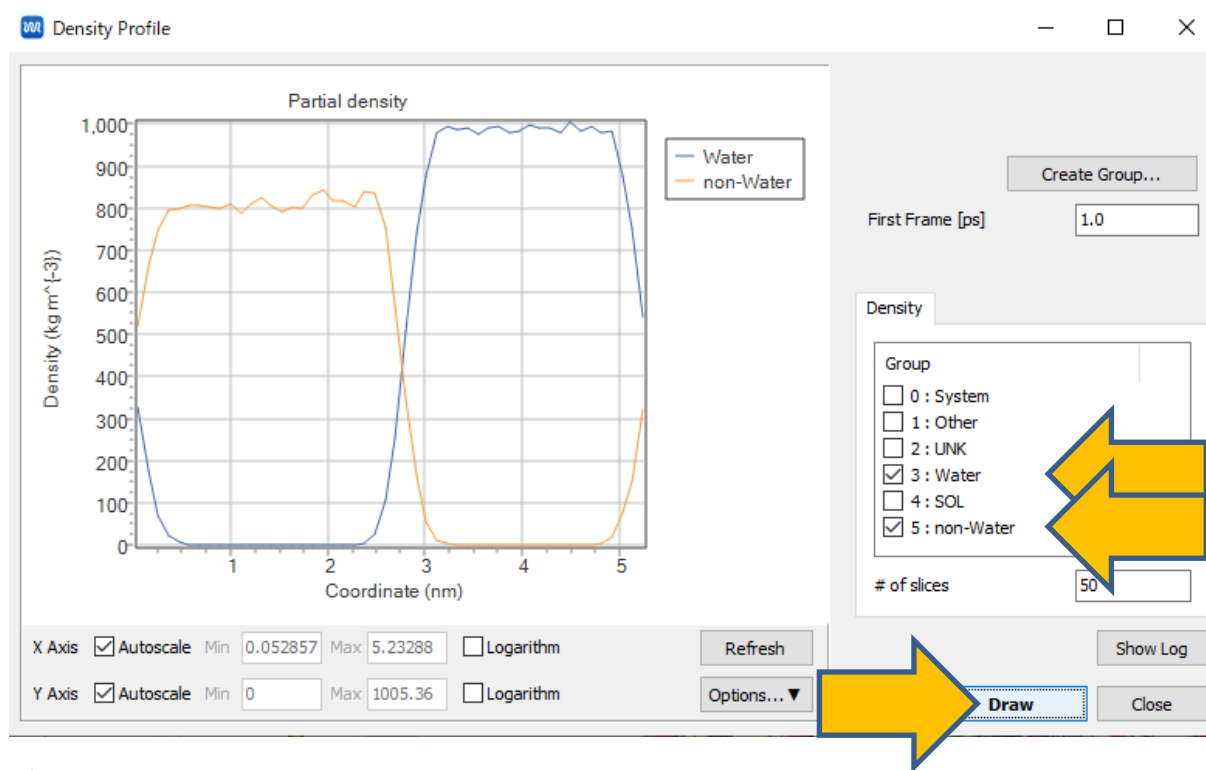 Density Profile
Partial density
1,000
900
800
700
600
500
400
300
200
100
0
Density (kg m^{-3})
1 2 3 4 5
Coordinate (nm)
Water
non-Water
X Axis Autoscale Min 0.052857 Max 5.23288 Logarithm Refresh
Y Axis Autoscale Min 0 Max 1005.36 Logarithm Options... ▼
Create Group...
First Frame [ps] 1.0
Density
Group
0 : System
1 : Other
2 : UNK
3 : Water
4 : SOL
5 : non-Water
# of slices 50
Show Log
Draw Close